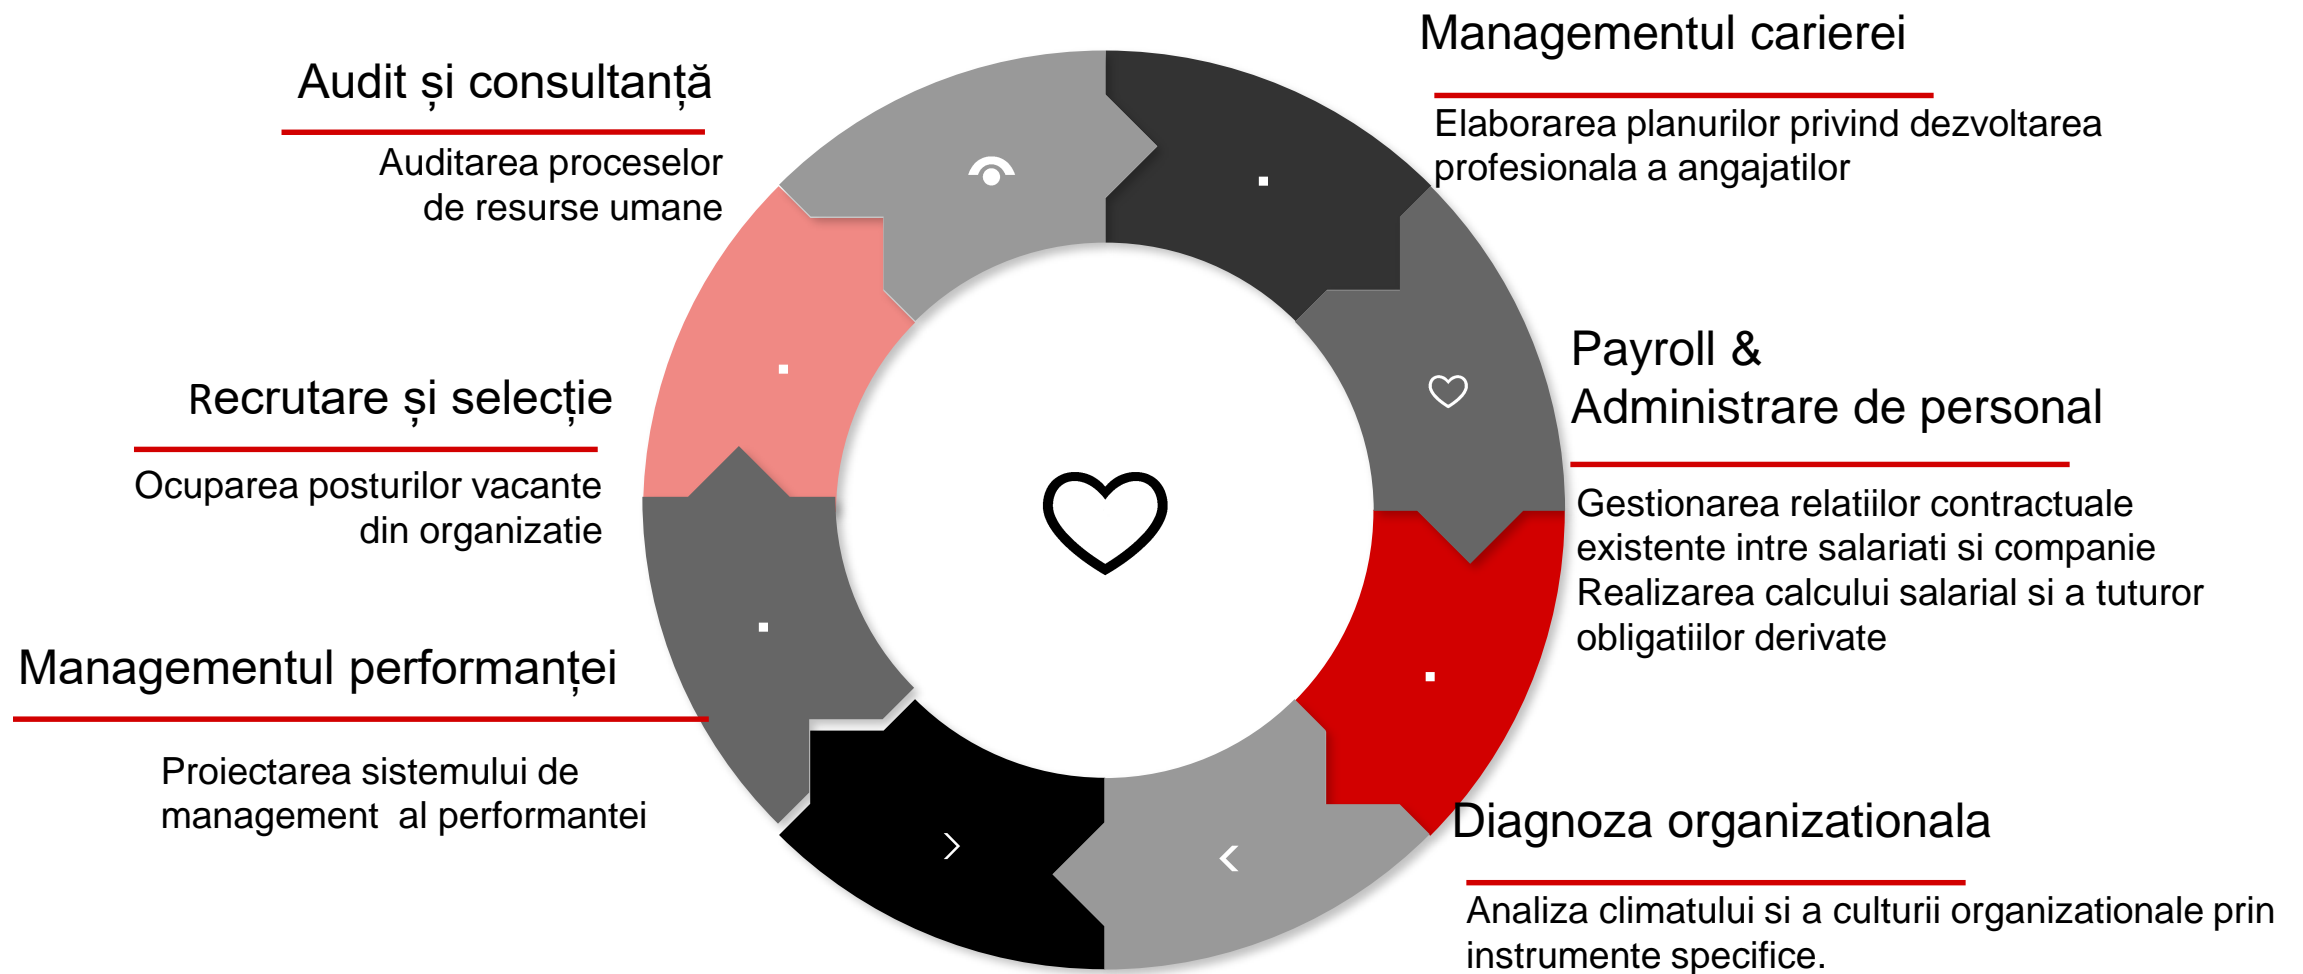 Audit și consultanță
Auditarea proceselor
de resurse umane
Recrutare și selecție
Ocuparea posturilor vacante
din organizatie
Managementul performanței
Proiectarea sistemului de
management  al performantei
Managementul carierei
Elaborarea planurilor privind dezvoltarea
profesionala a angajatilor
Payroll &
Administrare de personal
Gestionarea relatiilor contractuale
existente intre salariati si companie
Realizarea calcului salarial si a tuturor
obligatiilor derivate
Diagnoza organizationala
Analiza climatului si a culturii organizationale prin
instrumente specifice.